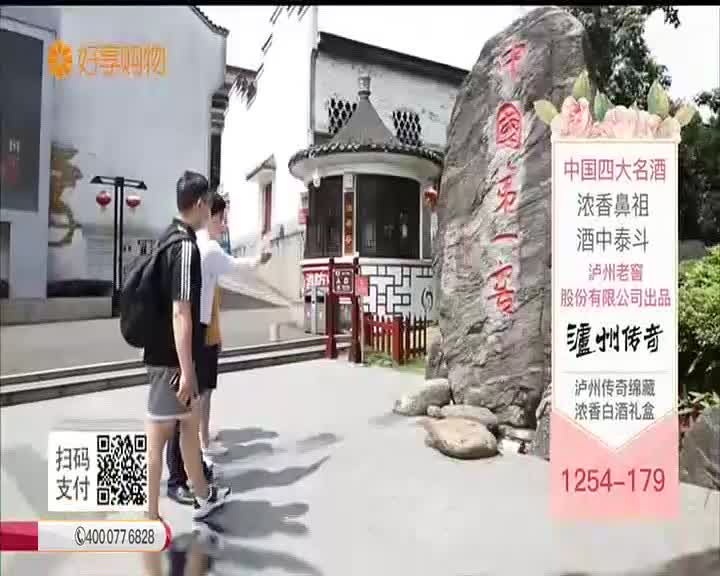 好享购物
中國第一窖
中国四大名酒
浓香鼻祖
酒中泰斗
泸州老窖
股份有限公司出品
瀘州传奇
泸州传奇绵藏
浓香白酒礼盒
1254-179
扫码
支付
4000776828